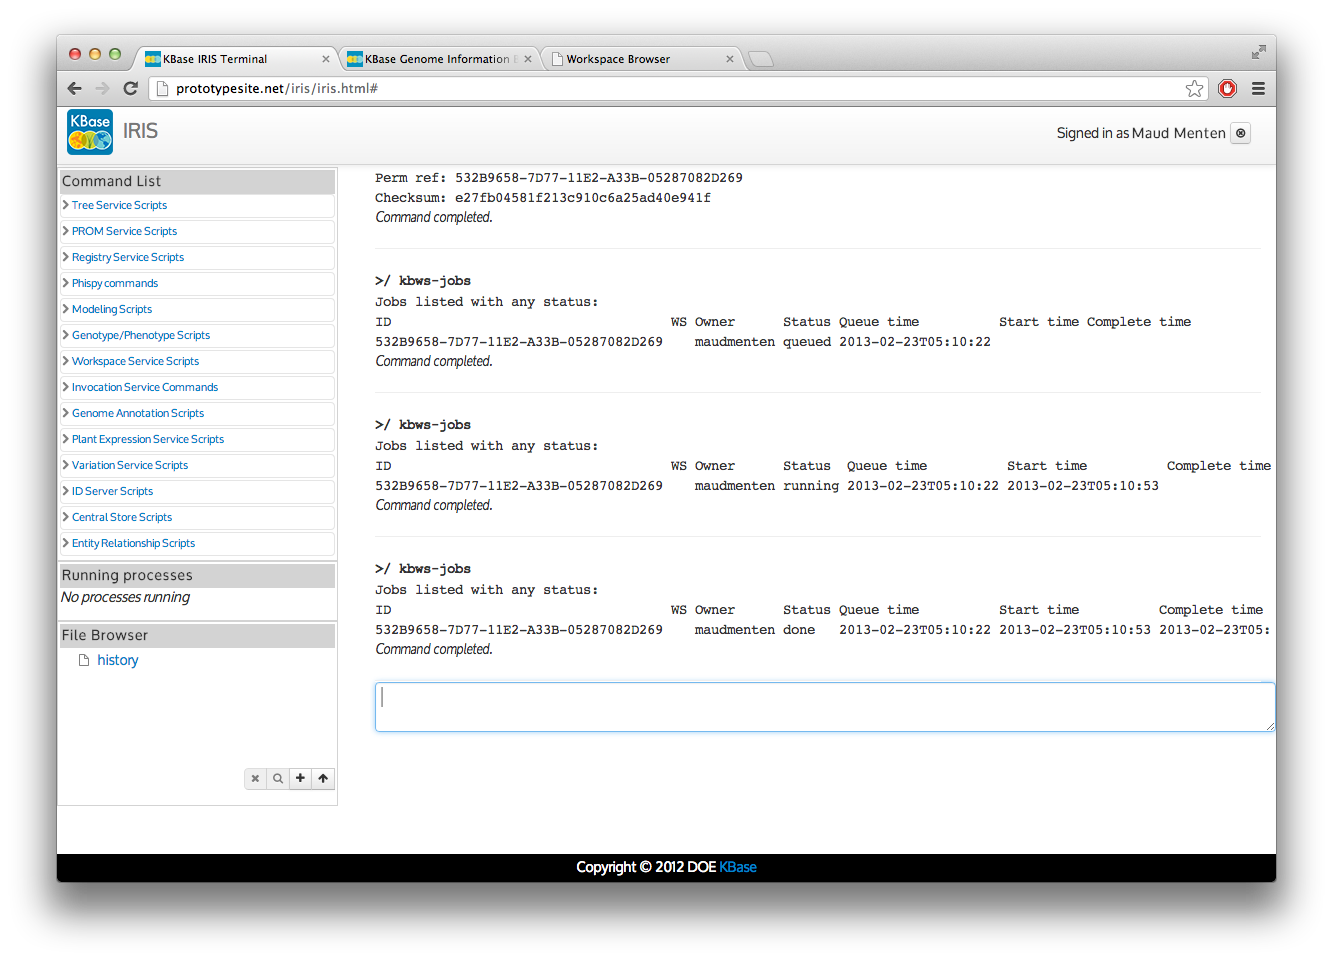 KBase IRIS Terminal
KBase Genome Information
Workspace Browser
prototypesite.net/iris/iris.html#
KBase
IRIS
Signed in as Maud Menten
Command List
Tree Service Scripts
PROM Service Scripts
Registry Service Scripts
Phispy commands
Modeling Scripts
Genotype/Phenotype Scripts
Workspace Service Scripts
Invocation Service Commands
Genome Annotation Scripts
Plant Expression Service Scripts
Variation Service Scripts
ID Server Scripts
Central Store Scripts
Entity Relationship Scripts
Running processes
No processes running
File Browser
history
Perm ref: 532B9658-7D77-11E2-A33B-05287082D269
Checksum: e27fb04581f213c910c6a25ad40e941f
Command completed.
>/ kbws-jobs
Jobs listed with any status:
ID WS Owner Status Queue time Start time Complete time
532B9658-7D77-11E2-A33B-05287082D269 maudmenten queued 2013-02-23T05:10:22
Command completed.
>/ kbws-jobs
Jobs listed with any status:
ID WS Owner Status Queue time Start time Complete time
532B9658-7D77-11E2-A33B-05287082D269 maudmenten running 2013-02-23T05:10:22 2013-02-23T05:10:53
Command completed.
>/ kbws-jobs
Jobs listed with any status:
ID WS Owner Status Queue time Start time Complete time
532B9658-7D77-11E2-A33B-05287082D269 maudmenten done 2013-02-23T05:10:22 2013-02-23T05:10:53 2013-02-23T05:
Command completed.
Copyright © 2012 DOE KBase